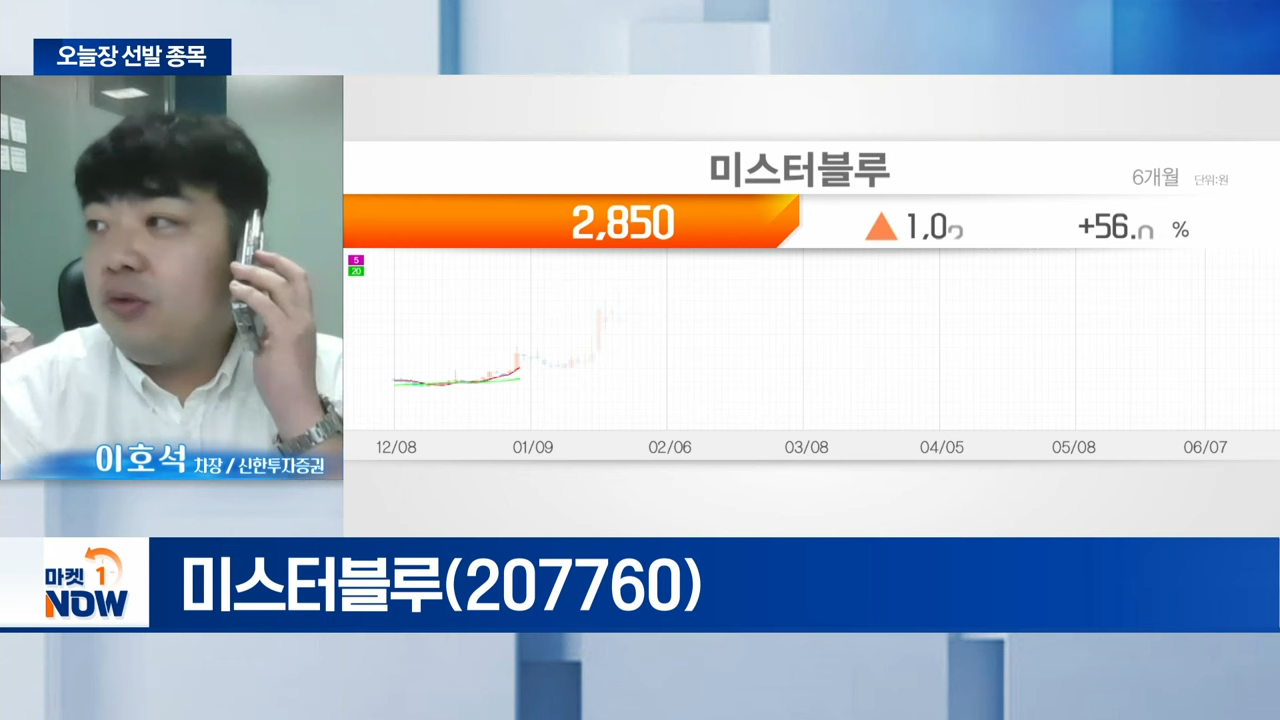 오늘장 선발 종목
미스터블루
6개월 단위:원
2,850
+56. %
5
20
12/08 01/09 02/06 03/08 04/05 05/08 06/07
이호석 차장 / 신한투자증권
마켓 1
NOW
미스터블루(207760)